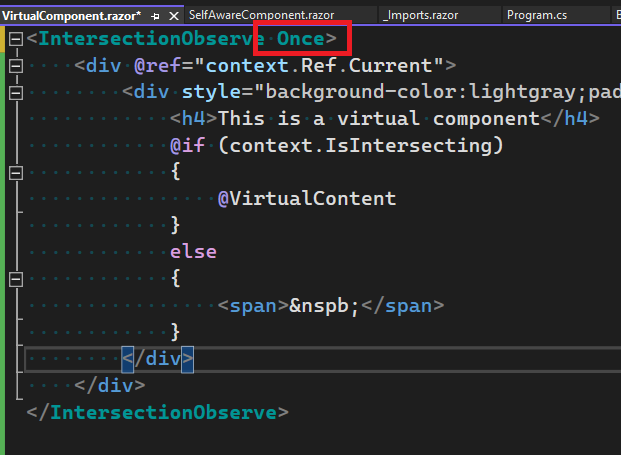 VirtualComponent.razor* SelfAwareComponent.razor _Imports.razor Program.cs
<IntersectionObserve Once>
<div @ref="context.Ref.Current">
<div style="background-color:lightgray;pad
<h4>This is a virtual component</h4>
@if (context.IsIntersecting)
{
@VirtualContent
}
else
{
<span>&nspb;</span>
}
</div>
</div>
</IntersectionObserve>